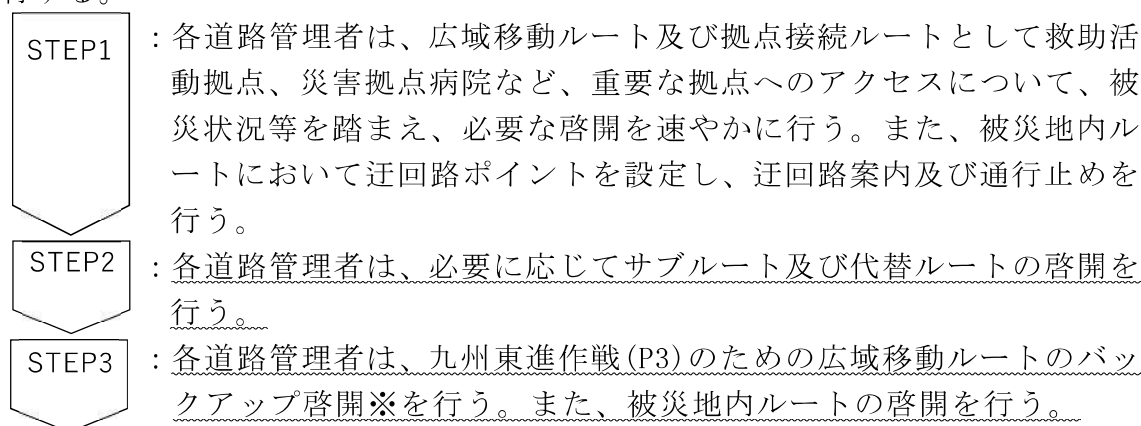 STEP1
：各道路管理者は、広域移動ルート及び拠点接続ルートとして救助活
動拠点、災害拠点病院など、重要な拠点へのアクセスについて、被
災状況等を踏まえ、必要な啓開を速やかに行う。また、被災地内ル
ートにおいて迂回路ポイントを設定し、迂回路案内及び通行止めを
行う。
STEP2
：各道路管理者は、必要に応じてサブルート及び代替ルートの啓開を
行う。
STEP3
：各道路管理者は、九州東進作戦(P3)のための広域移動ルートのバッ
クアップ啓開※を行う。また、被災地内ルートの啓開を行う。